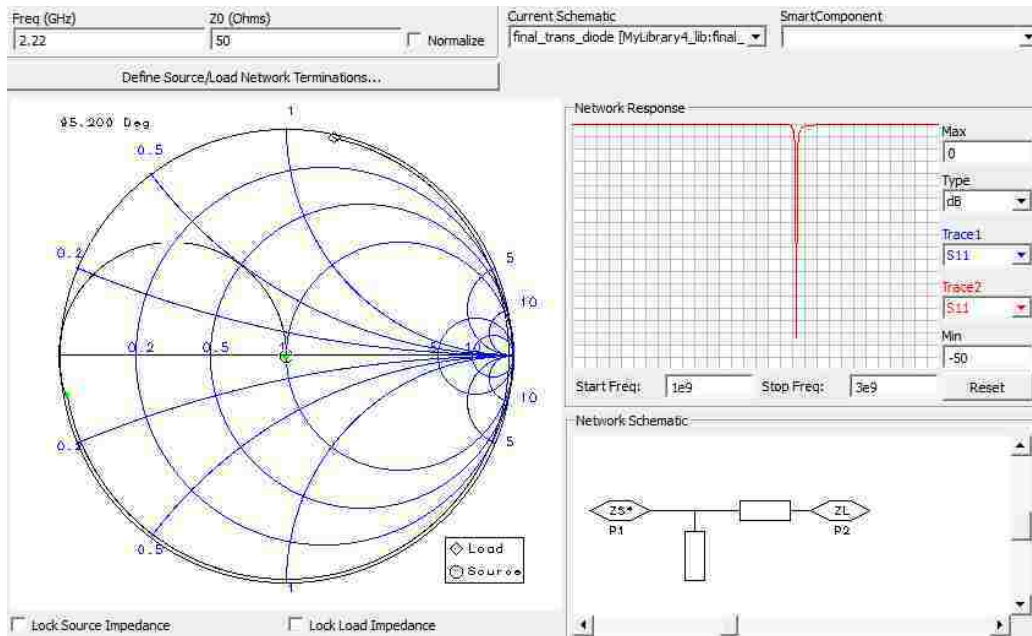 Freq (GHz)
2.22
Z0 (Ohms)
50
Normalize
Current Schematic
final_trans_diode [MyLibrary4_lib:final_
SmartComponent
Define Source/Load Network Terminations...
95.200 Deg
1
0.5
0.2
5
10
0.2
0.5
1
5
10
10
5
0.2
0.5
1
Load
Source
Lock Source Impedance
Lock Load Impedance
Network Response
Max
0
Type
dB
Trace1
S11
Trace2
S11
Min
-50
Start Freq:
1e9
Stop Freq:
3e9
Reset
Network Schematic
ZS*
P1
ZL
P2